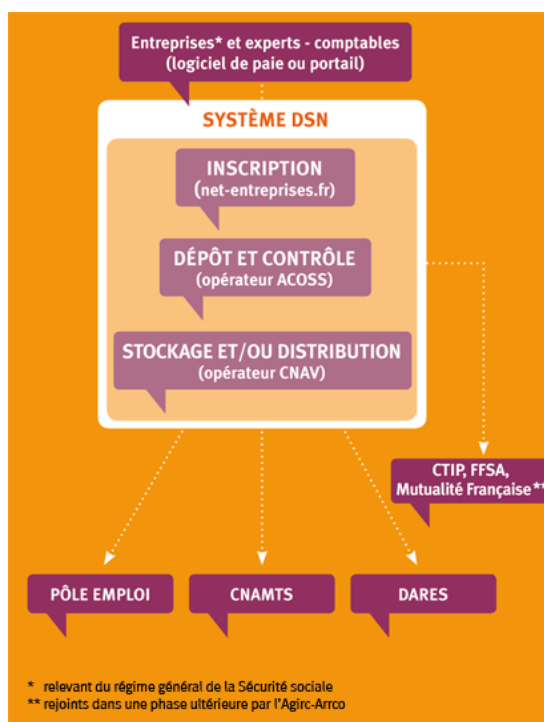 Entreprises* et experts - comptables
(logiciel de paie ou portail)
SYSTÈME DSN
INSCRIPTION
(net-entreprises.fr)
DÉPÔT ET CONTRÔLE
(opérateur ACOSS)
STOCKAGE ET/OU DISTRIBUTION
(opérateur CNAV)
CTIP, FFSA,
Mutualité Française**
PÔLE EMPLOI
CNAMTS
DARES
* relevant du régime général de la Sécurité sociale
** rejoints dans une phase ultérieure par l'Agirc-Arrco